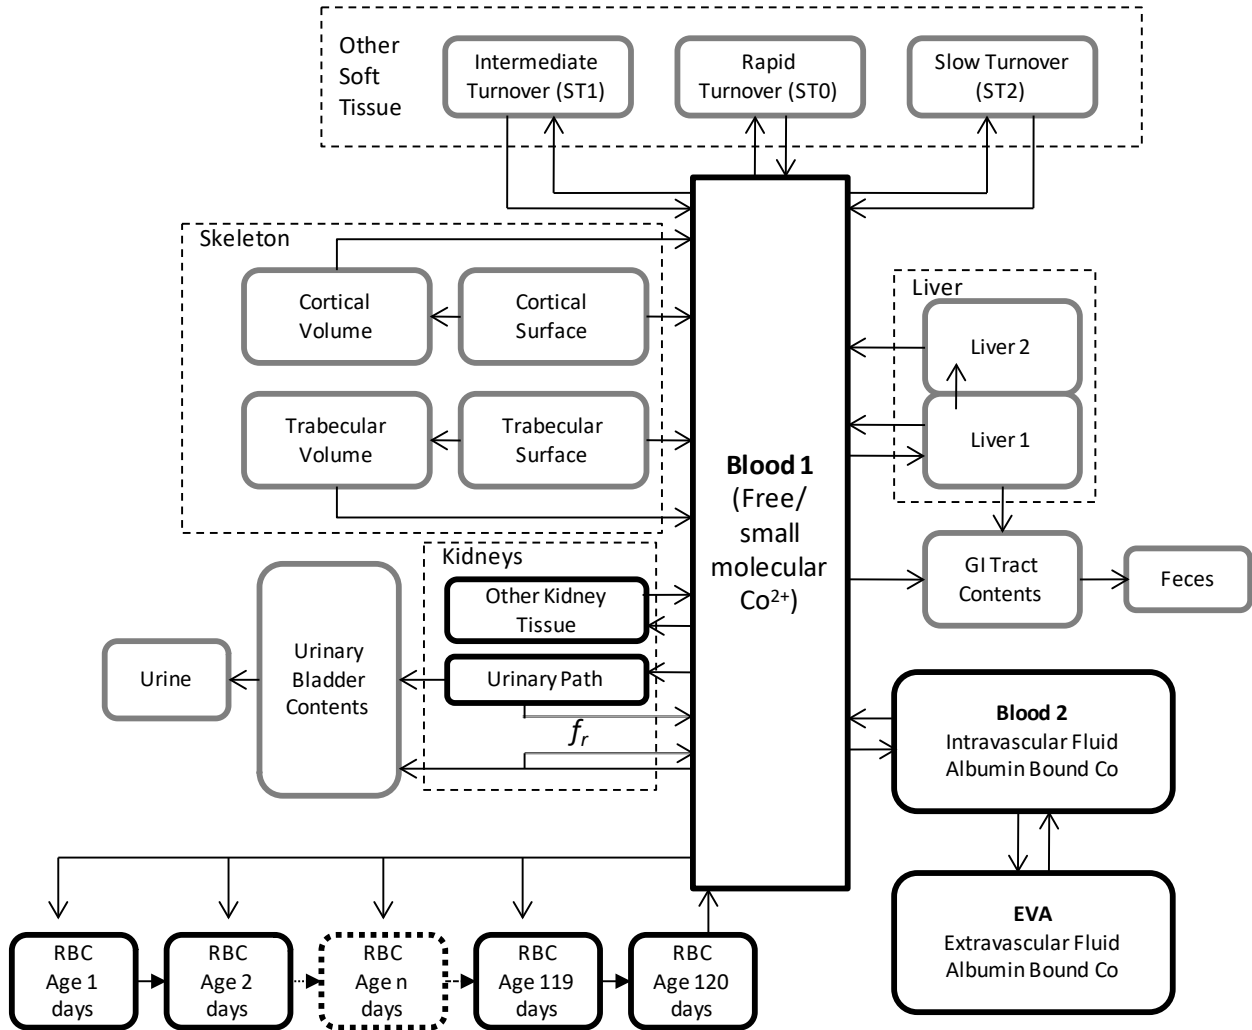 Other
Soft
Tissue
Intermediate
Turnover (ST1)
Rapid
Turnover (ST0)
Slow Turnover
(ST2)
Skeleton
Cortical
Volume
Cortical
Surface
Trabecular
Volume
Trabecular
Surface
Liver
Liver 2
Liver 1
Blood 1
(Free/
small
molecular
Co²⁺)
GI Tract
Contents
Feces
Kidneys
Other Kidney
Tissue
Urinary Path
fᵣ
Urinary
Bladder
Contents
Urine
Blood 2
Intravascular Fluid
Albumin Bound Co
EVA
Extravascular Fluid
Albumin Bound Co
RBC
Age 1
days
RBC
Age 2
days
RBC
Age n
days
RBC
Age 119
days
RBC
Age 120
days